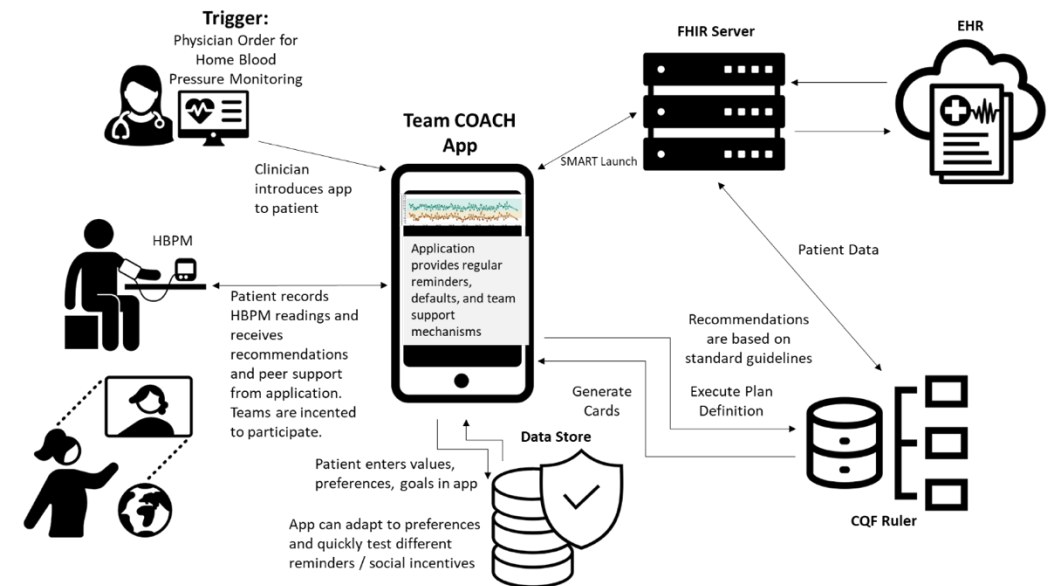 Trigger:
Physician Order for
Home Blood
Pressure Monitoring
FHIR Server
EHR
Team COACH
App
SMART Launch
Clinician
introduces app
to patient
HBPM
Application
provides regular
reminders,
defaults, and team
support
mechanisms
Patient Data
Patient records
HBPM readings and
receives
recommendations
and peer support
from application.
Teams are incented
to participate.
Recommendations
are based on
standard guidelines
Generate
Cards
Execute Plan
Definition
Data Store
Patient enters values,
preferences, goals in app
App can adapt to preferences
and quickly test different
reminders / social incentives
CQF Ruler